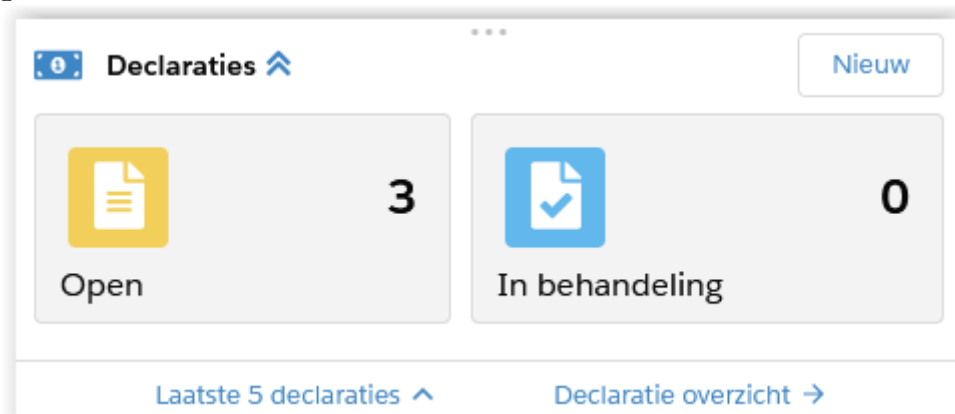 Declaraties
Nieuw
3
Open
0
In behandeling
Laatste 5 declaraties
Declaratie overzicht →